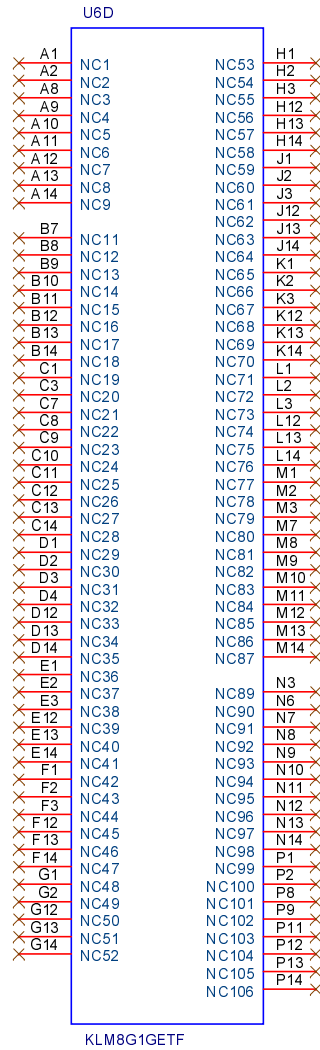 U6D
A1 NC1 NC53 H1
A2 NC2 NC54 H2
A8 NC3 NC55 H3
A9 NC4 NC56 H12
A10 NC5 NC57 H13
A11 NC6 NC58 H14
A12 NC7 NC59 J1
A13 NC8 NC60 J2
A14 NC9 NC61 J3
NC62 J12
B7 NC11 NC63 J13
B8 NC12 NC64 J14
B9 NC13 NC65 K1
B10 NC14 NC66 K2
B11 NC15 NC67 K3
B12 NC16 NC68 K12
B13 NC17 NC69 K13
B14 NC18 NC70 K14
C1 NC19 NC71 L1
C3 NC20 NC72 L2
C7 NC21 NC73 L3
C8 NC22 NC74 L12
C9 NC23 NC75 L13
C10 NC24 NC76 L14
C11 NC25 NC77 M1
C12 NC26 NC78 M2
C13 NC27 NC79 M3
C14 NC28 NC80 M7
D1 NC29 NC81 M8
D2 NC30 NC82 M9
D3 NC31 NC83 M10
D4 NC32 NC84 M11
D12 NC33 NC85 M12
D13 NC34 NC86 M13
D14 NC35 NC87 M14
E1 NC36
E2 NC37 NC89 N3
E3 NC38 NC90 N6
E12 NC39 NC91 N7
E13 NC40 NC92 N8
E14 NC41 NC93 N9
F1 NC42 NC94 N10
F2 NC43 NC95 N11
F3 NC44 NC96 N12
F12 NC45 NC97 N13
F13 NC46 NC98 N14
F14 NC47 NC99 P1
G1 NC48 NC100 P2
G2 NC49 NC101 P8
G12 NC50 NC102 P9
G13 NC51 NC103 P11
G14 NC52 NC104 P12
NC105 P13
NC106 P14
KLM8G1GETF